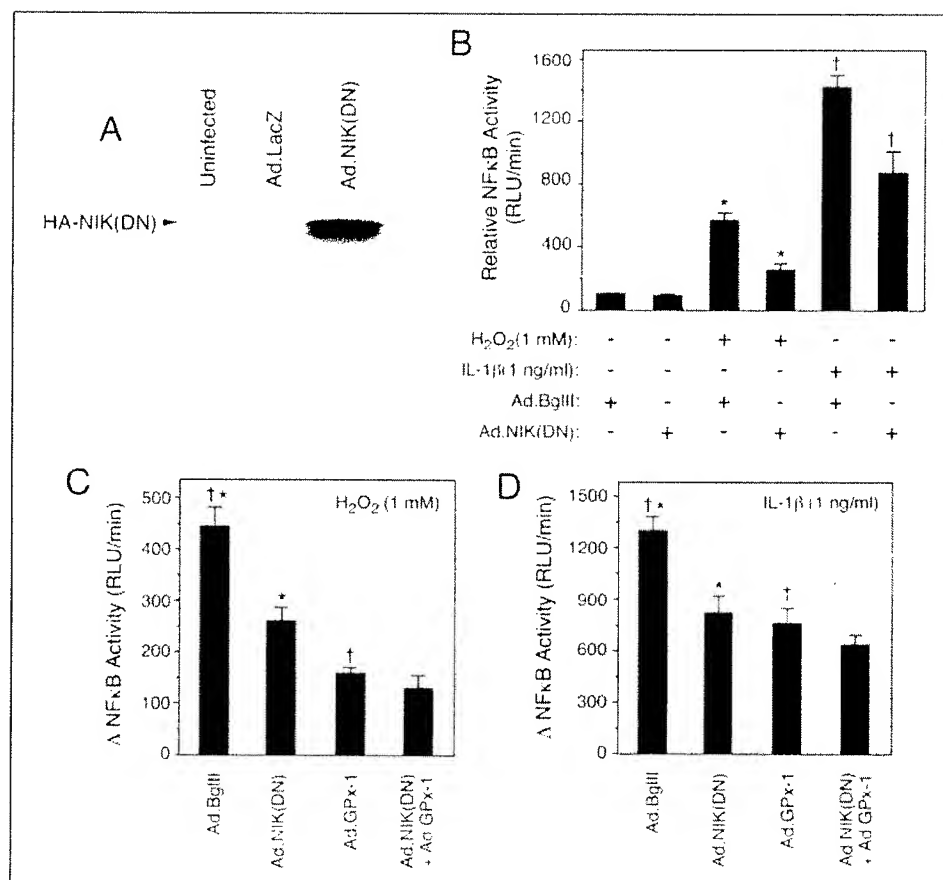 A
Uninfected
Ad.LacZ
Ad.NIK(DN)
HA-NIK(DN)
B
Relative NFκB Activity
(RLU/min)
1600
1200
800
400
0
* * † †
H₂O₂(1 mM): - - + + - -
IL-1β(1 ng/ml): - - - - + +
Ad.BglII: + - + - + -
Ad.NIK(DN): - + - + - +
C
Δ NFκB Activity (RLU/min)
500
400
300
200
100
0
H₂O₂ (1 mM)
† * * †
Ad.BglII
Ad.NIK(DN)
Ad.GPx-1
Ad.NIK(DN)
+ Ad GPx-1
D
Δ NFκB Activity (RLU/min)
1500
1200
900
600
300
0
IL-1β (1 ng/ml)
† * * †
Ad.BglII
Ad.NIK(DN)
Ad.GPx-1
Ad NIK(DN)
+ Ad GPx-1